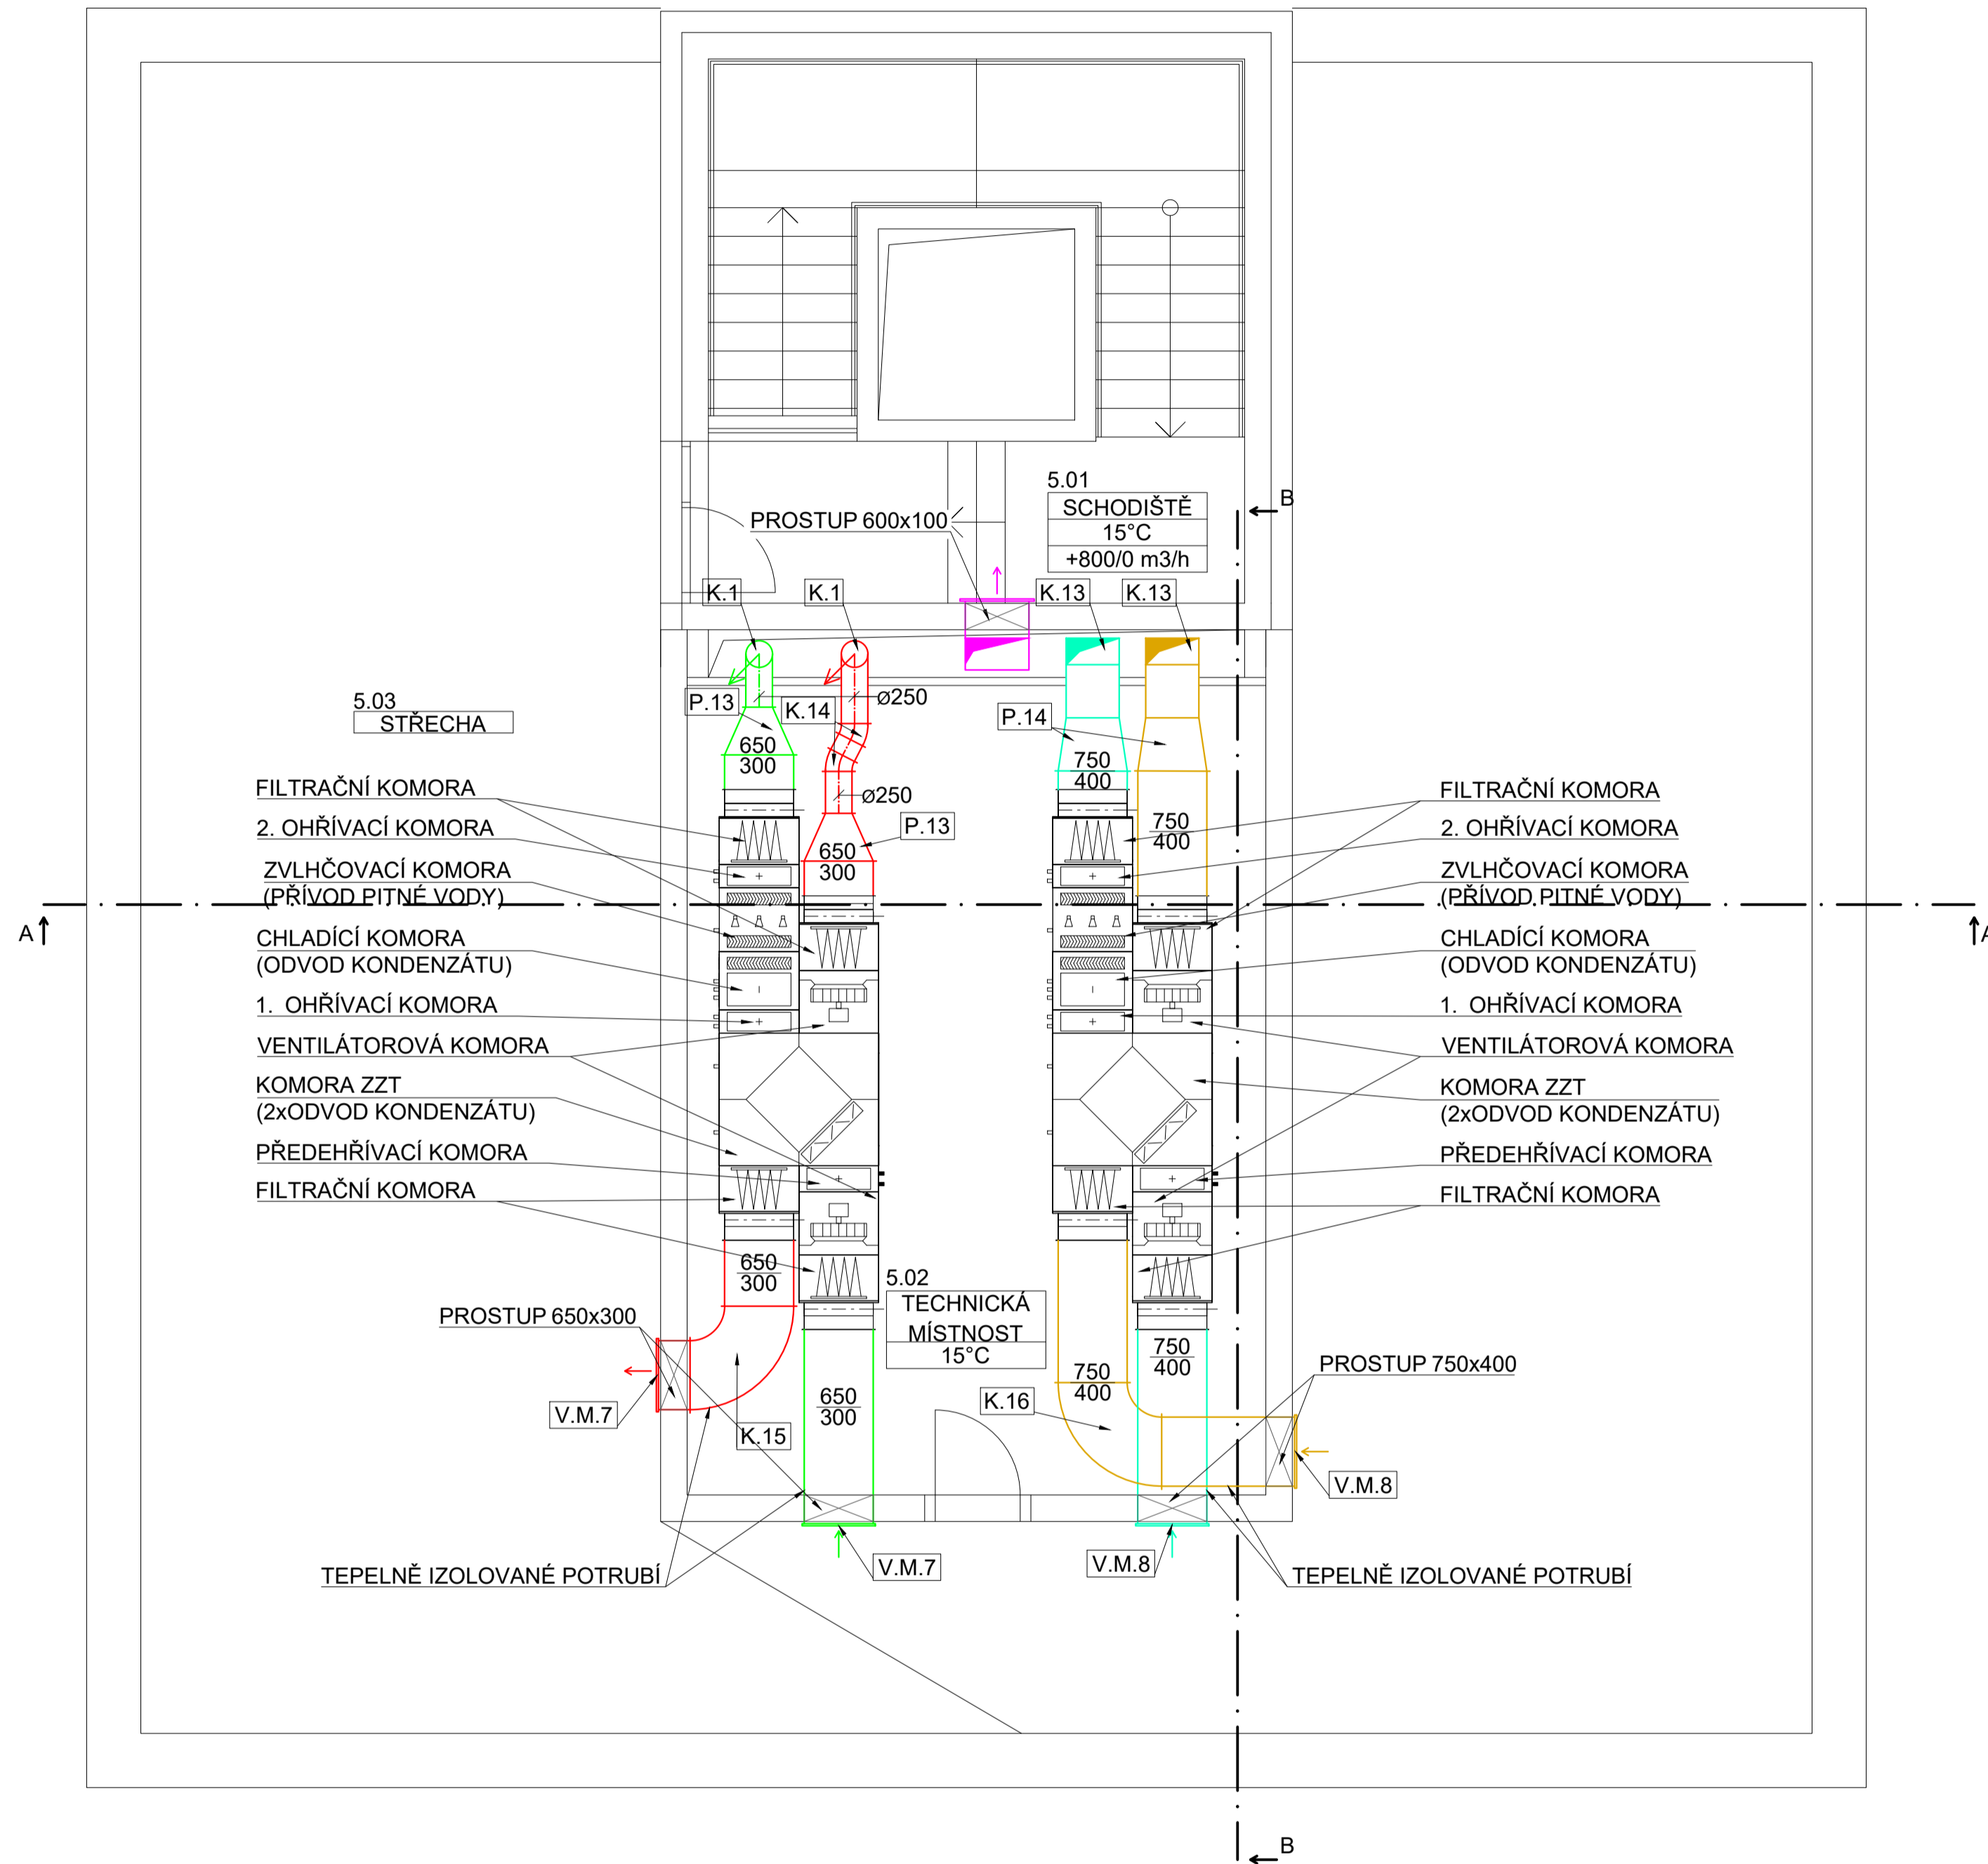 5.01
SCHODIŠTĚ
15°C
+800/0 m3/h
B
PROSTUP 600x100
K.1
K.1
K.13
K.13
5.03
STŘECHA
P.13
K.14
ø250
P.14
650
300
750
400
ø250
P.13
650
300
750
400
FILTRAČNÍ KOMORA
2. OHŘÍVACÍ KOMORA
ZVLHČOVACÍ KOMORA
(PŘÍVOD PITNÉ VODY)
CHLADÍCÍ KOMORA
(ODVOD KONDENZÁTU)
1. OHŘÍVACÍ KOMORA
VENTILÁTOROVÁ KOMORA
KOMORA ZZT
(2xODVOD KONDENZÁTU)
PŘEDEHŘÍVACÍ KOMORA
FILTRAČNÍ KOMORA
FILTRAČNÍ KOMORA
2. OHŘÍVACÍ KOMORA
ZVLHČOVACÍ KOMORA
(PŘÍVOD PITNÉ VODY)
CHLADÍCÍ KOMORA
(ODVOD KONDENZÁTU)
1. OHŘÍVACÍ KOMORA
VENTILÁTOROVÁ KOMORA
KOMORA ZZT
(2xODVOD KONDENZÁTU)
PŘEDEHŘÍVACÍ KOMORA
FILTRAČNÍ KOMORA
A
A
650
300
5.02
TECHNICKÁ
MÍSTNOST
15°C
PROSTUP 650x300
750
400
PROSTUP 750x400
750
400
650
300
K.16
V.M.7
K.15
V.M.8
V.M.7
V.M.8
TEPELNĚ IZOLOVANÉ POTRUBÍ
TEPELNĚ IZOLOVANÉ POTRUBÍ
B